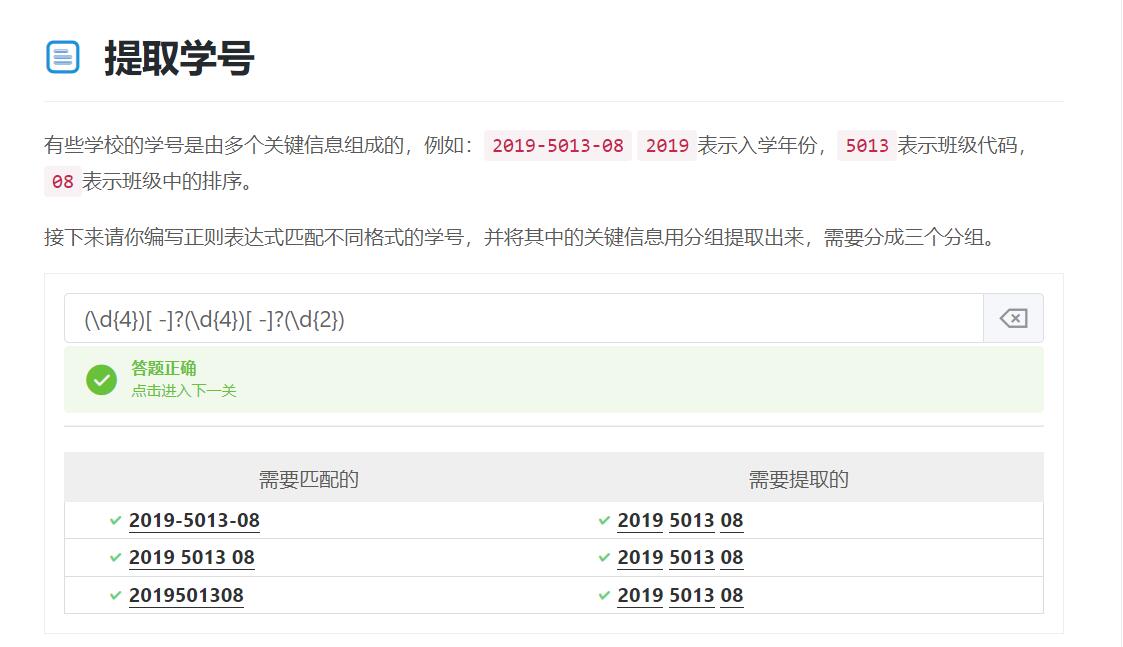 提取学号
有些学校的学号是由多个关键信息组成的，例如： 2019-5013-08 2019 表示入学年份， 5013 表示班级代码，
08 表示班级中的排序。
接下来请你编写正则表达式匹配不同格式的学号，并将其中的关键信息用分组提取出来，需要分成三个分组。
(\d{4})[ -]?(\d{4})[ -]?(\d{2})
答题正确
点击进入下一关
需要匹配的 需要提取的
2019-5013-08 2019 5013 08
2019 5013 08 2019 5013 08
2019501308 2019 5013 08